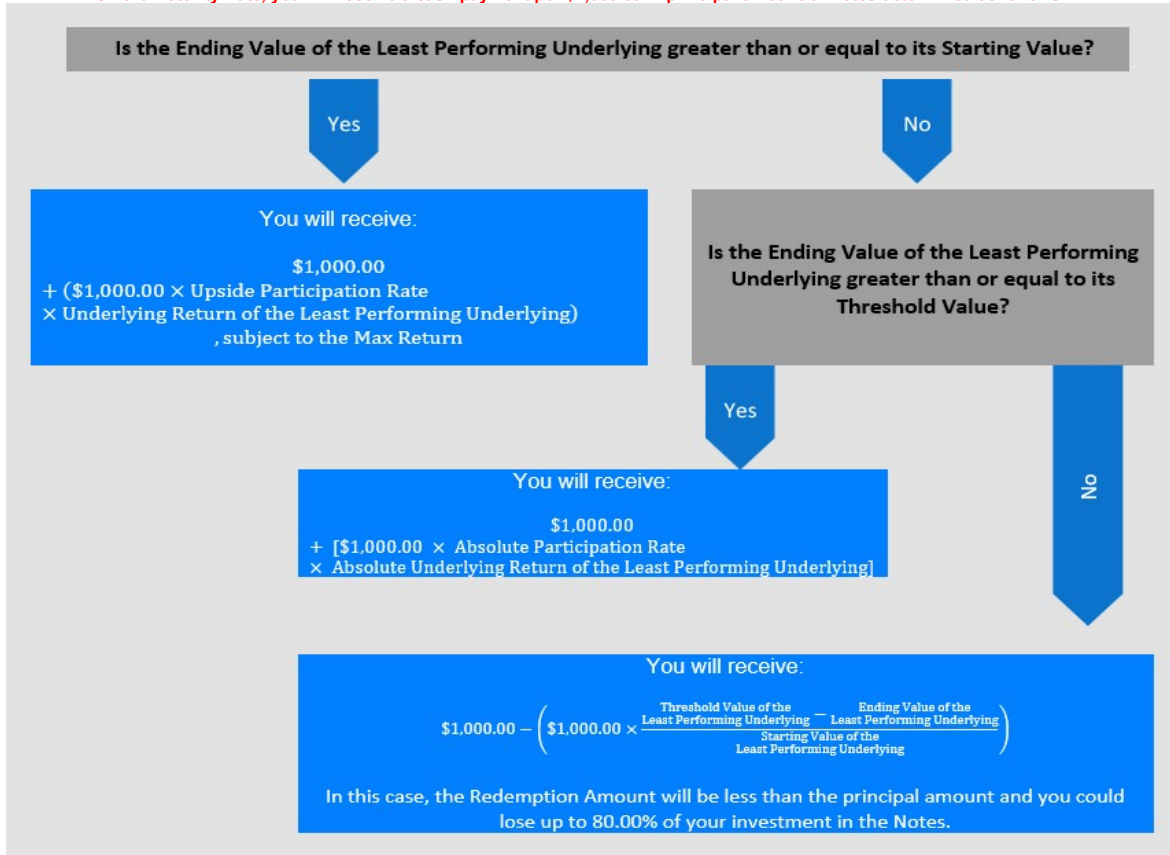 Is the Ending Value of the Least Performing Underlying greater than or equal to its Starting Value?
Yes
No
You will receive:
$1,000.00
+ ($1,000.00 × Upside Participation Rate
× Underlying Return of the Least Performing Underlying)
, subject to the Max Return
Is the Ending Value of the Least Performing
Underlying greater than or equal to its
Threshold Value?
Yes
No
You will receive:
$1,000.00
+ [$1,000.00 × Absolute Participation Rate
× Absolute Underlying Return of the Least Performing Underlying]
You will receive:
Threshold Value of the Ending Value of the
$1,000.00 − ($1,000.00 × Least Performing Underlying − Least Performing Underlying)
Starting Value of the
Least Performing Underlying
In this case, the Redemption Amount will be less than the principal amount and you could
lose up to 80.00% of your investment in the Notes.